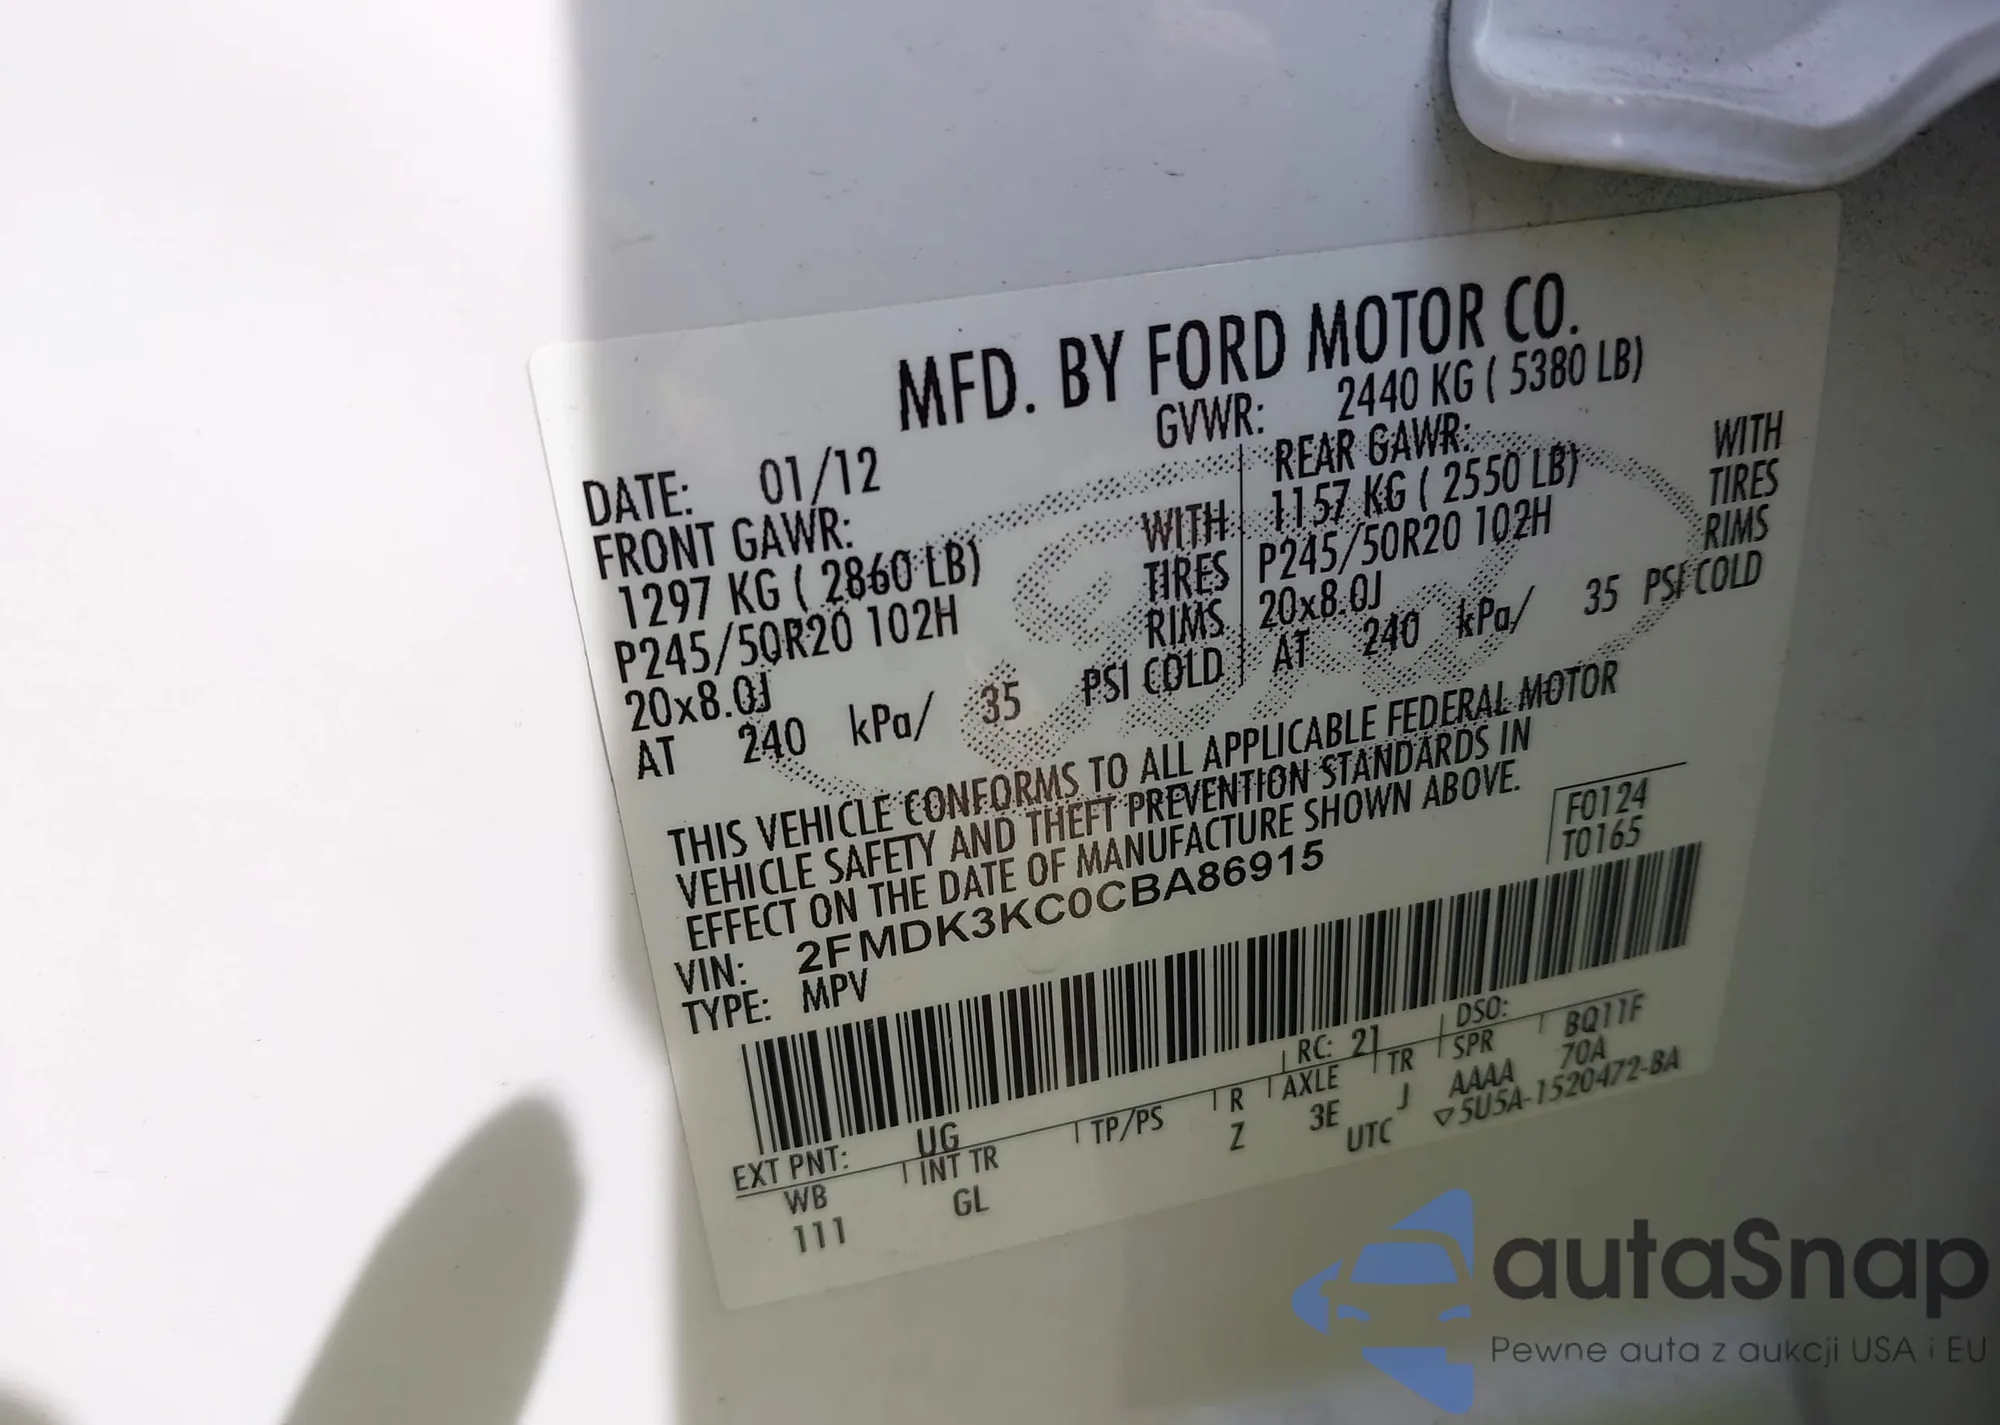 MFD. BY FORD MOTOR CO.
DATE: 01/12 GVWR: 2440 KG ( 5380 LB)
FRONT GAWR: REAR GAWR:
1297 KG ( 2860 LB) WITH 1157 KG ( 2550 LB) WITH
P245/50R20 102H TIRES P245/50R20 102H TIRES
20x8.0J RIMS 20x8.0J RIMS
AT 240 kPa/ 35 PSI COLD AT 240 kPa/ 35 PSI COLD
THIS VEHICLE CONFORMS TO ALL APPLICABLE FEDERAL MOTOR
VEHICLE SAFETY AND THEFT PREVENTION STANDARDS IN
EFFECT ON THE DATE OF MANUFACTURE SHOWN ABOVE.
VIN: 2FMDK3KC0CBA86915 F0124
TYPE: MPV T0165
EXT PNT: UG RC: 21 DSO: BQ11F
WB INT TR TP/PS R AXLE TR SPR 70A
111 GL Z 3E J AAAA
UTC ▽5U5A-1520472-BA
autaSnap
Pewne auta z aukcji USA i EU